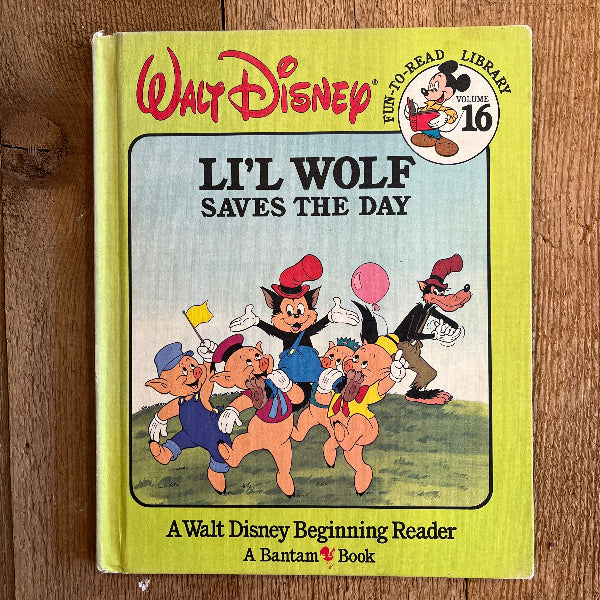 WALT DISNEY®
FUN-TO-READ LIBRARY
VOLUME
16
LI'L WOLF
SAVES THE DAY
A Walt Disney Beginning Reader
A Bantam Book